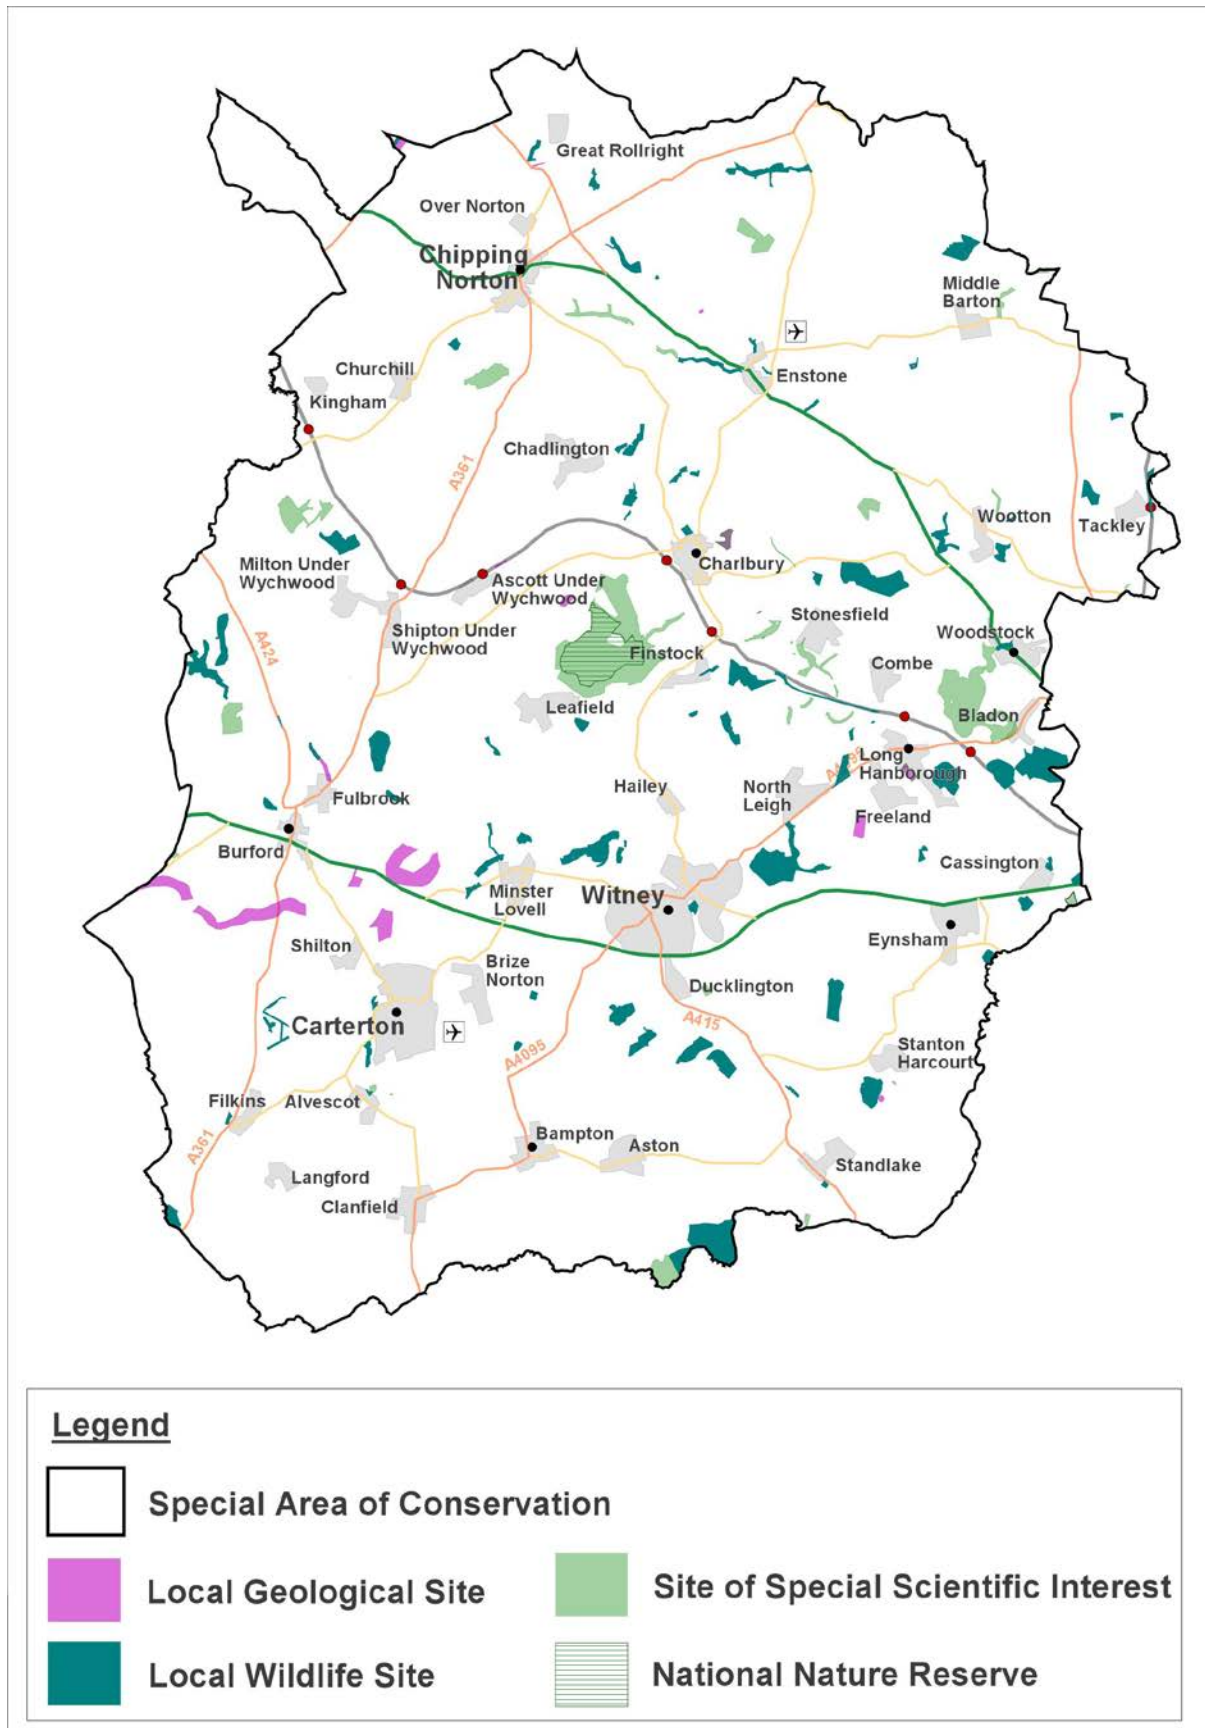 Great Rollright
Over Norton
Chipping
Norton
Middle
Barton
Enstone
Churchill
Kingham
Chadlington
A361
Wootton
Tackley
Milton Under
Wychwood
Ascott Under
Wychwood
Charlbury
Shipton Under
Wychwood
Stonesfield
Woodstock
A424
Finstock
Combe
Leafield
Bladon
Long
Hanborough
A4095
Hailey
North
Leigh
Fulbrook
Freeland
Burford
Cassington
Minster
Lovell
Witney
Eynsham
Shilton
Brize
Norton
Ducklington
Carterton
A415
A4095
Stanton
Harcourt
Filkins
Alvescot
A361
Bampton
Aston
Standlake
Langford
Clanfield
Legend
Special Area of Conservation
Local Geological Site
Site of Special Scientific Interest
Local Wildlife Site
National Nature Reserve